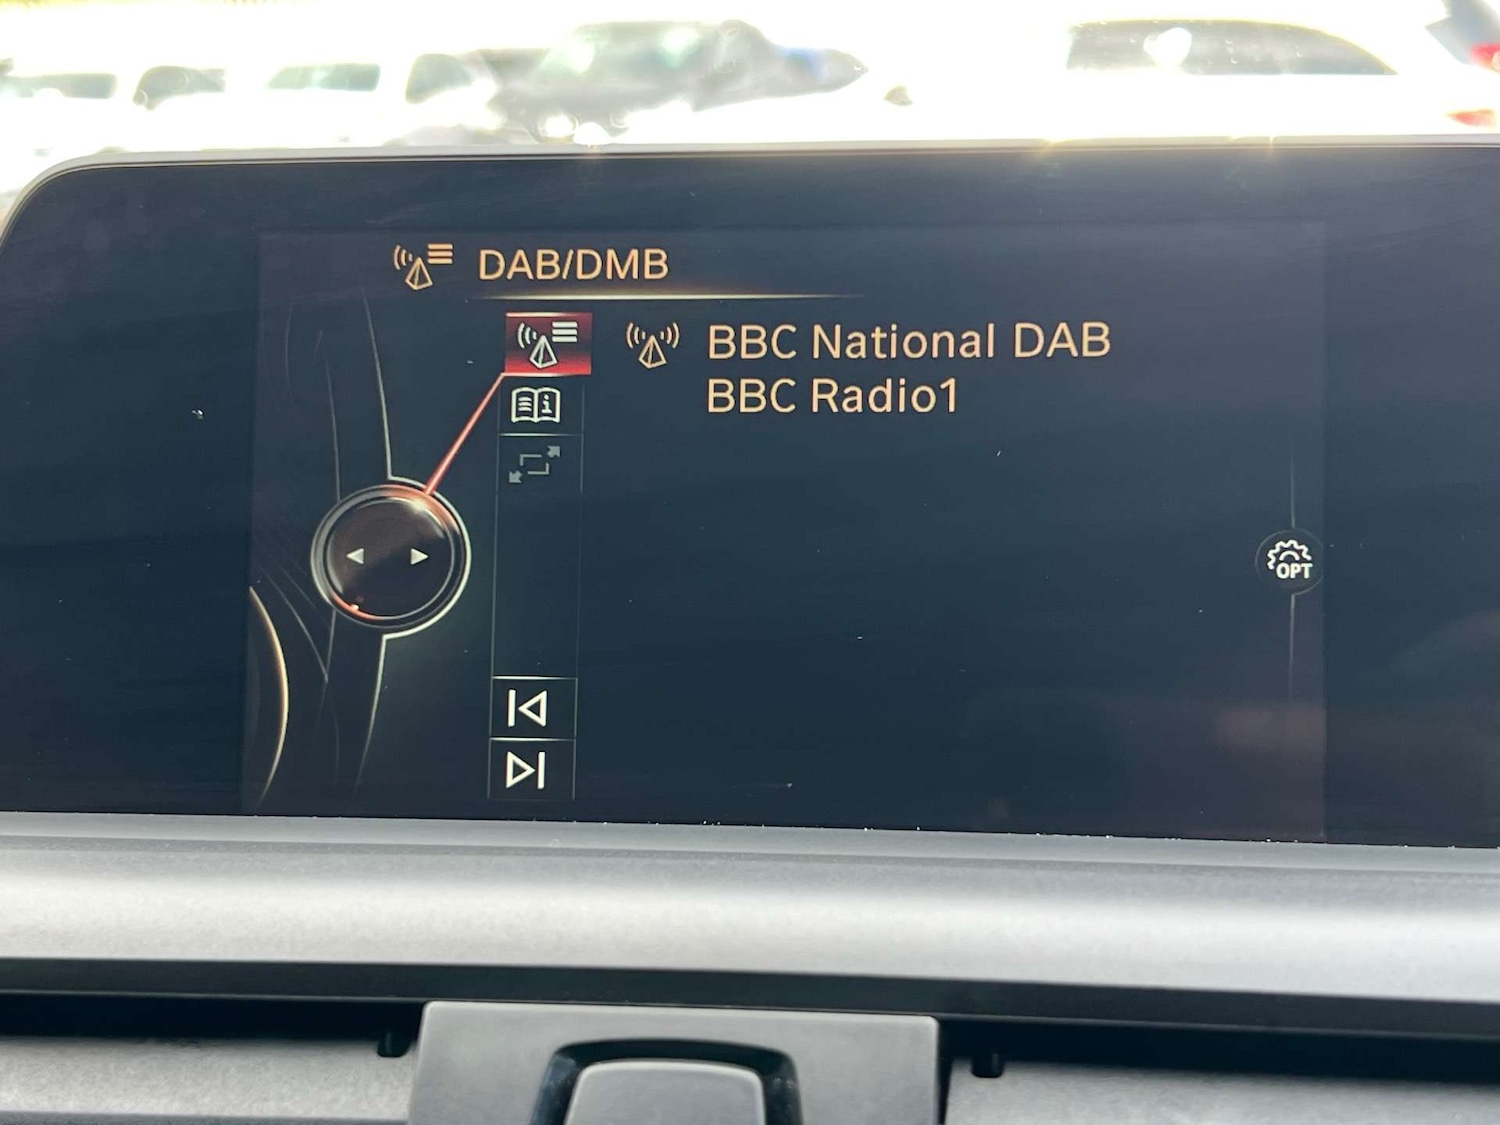 DAB/DMB
BBC National DAB
BBC Radio1
OPT